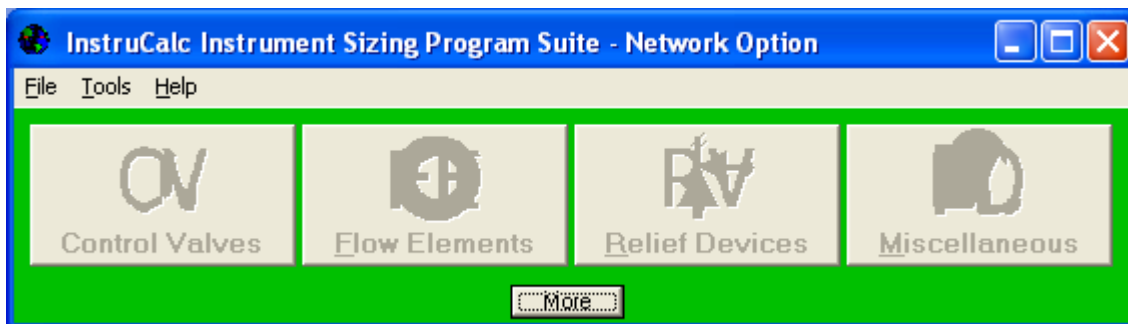 InstruCalc Instrument Sizing Program Suite - Network Option
File Tools Help
CV FE RV
Control Valves Flow Elements Relief Devices Miscellaneous
More